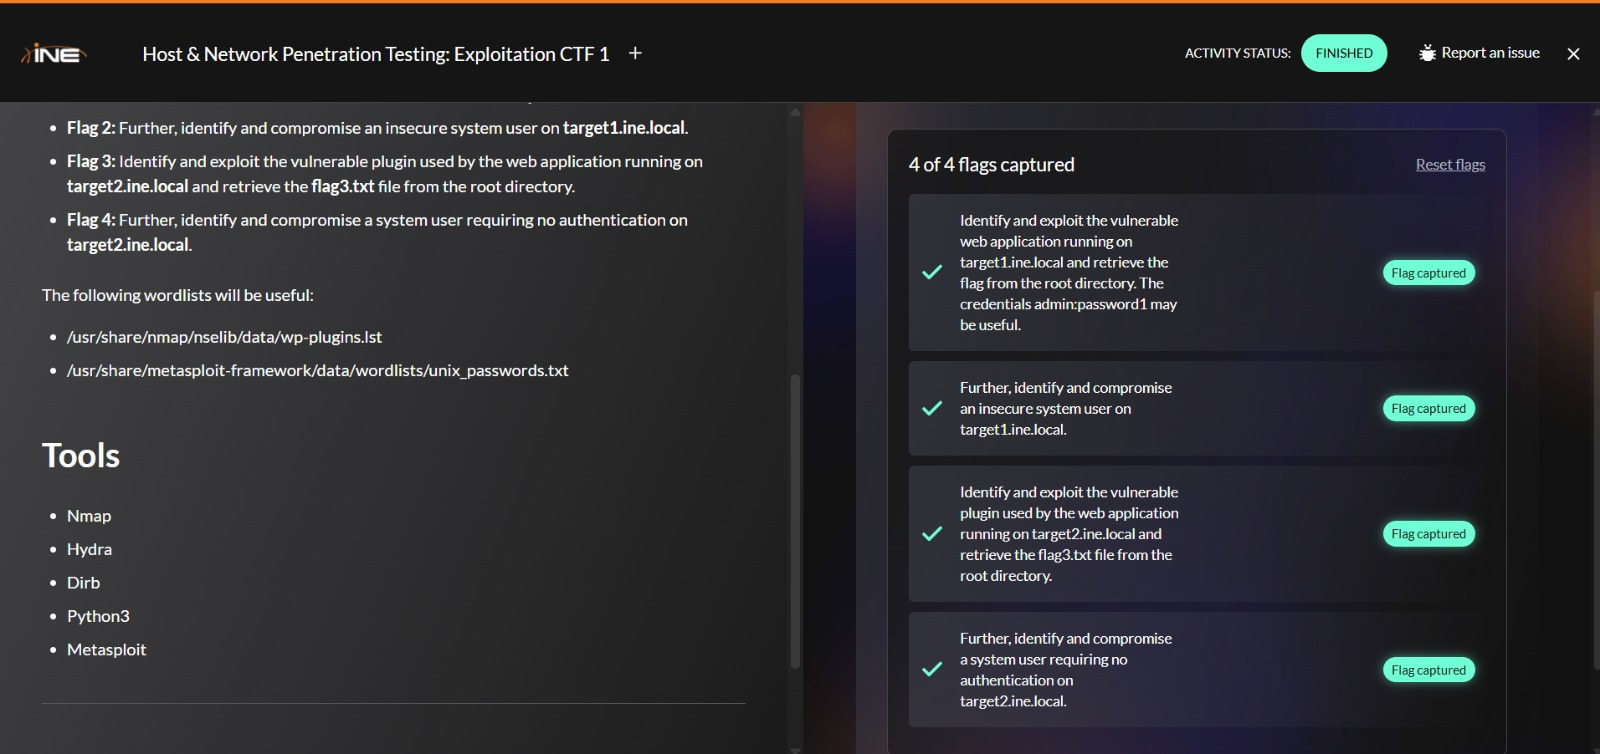 INE
Host & Network Penetration Testing: Exploitation CTF 1 +
ACTIVITY STATUS: FINISHED
Report an issue
• Flag 2: Further, identify and compromise an insecure system user on target1.ine.local.
• Flag 3: Identify and exploit the vulnerable plugin used by the web application running on
target2.ine.local and retrieve the flag3.txt file from the root directory.
• Flag 4: Further, identify and compromise a system user requiring no authentication on
target2.ine.local.
The following wordlists will be useful:
• /usr/share/nmap/nselib/data/wp-plugins.lst
• /usr/share/metasploit-framework/data/wordlists/unix_passwords.txt
Tools
• Nmap
• Hydra
• Dirb
• Python3
• Metasploit
4 of 4 flags captured
Reset flags
Identify and exploit the vulnerable
web application running on
target1.ine.local and retrieve the
flag from the root directory. The
credentials admin:password1 may
be useful.
Flag captured
Further, identify and compromise
an insecure system user on
target1.ine.local.
Flag captured
Identify and exploit the vulnerable
plugin used by the web application
running on target2.ine.local and
retrieve the flag3.txt file from the
root directory.
Flag captured
Further, identify and compromise
a system user requiring no
authentication on
target2.ine.local.
Flag captured